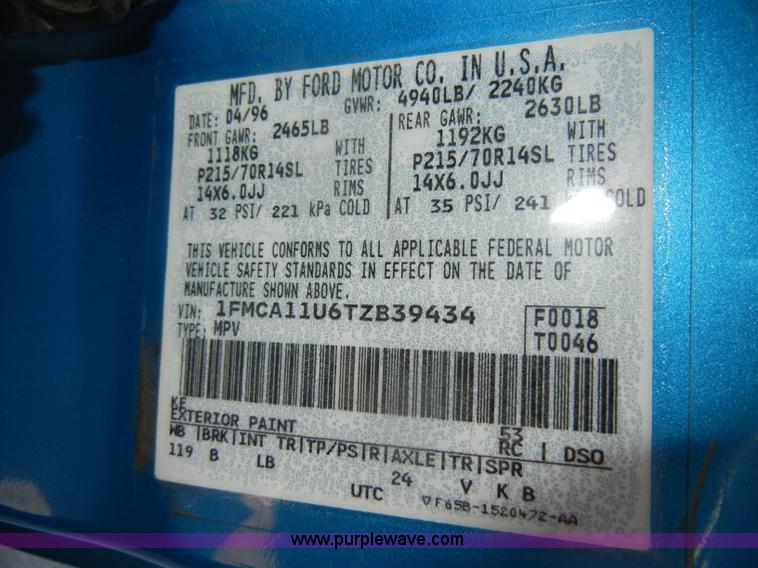 MFD. BY FORD MOTOR CO. IN U.S.A.
DATE: 04/96 GVWR: 4940LB/ 2240KG
FRONT GAWR: 2465LB REAR GAWR: 2630LB
1118KG WITH 1192KG WITH
P215/70R14SL TIRES P215/70R14SL TIRES
14X6.0JJ RIMS 14X6.0JJ RIMS
AT 32 PSI/ 221 kPa COLD AT 35 PSI/ 241 COLD
THIS VEHICLE CONFORMS TO ALL APPLICABLE FEDERAL MOTOR
VEHICLE SAFETY STANDARDS IN EFFECT ON THE DATE OF
MANUFACTURE SHOWN ABOVE.
VIN: 1FMCA11U6TZB39434 F0018
TYPE: MPV T0046
KF 53
EXTERIOR PAINT RC DSO
WB BRK INT TR TP/PS R AXLE TR SPR
119 B LB 24 V K B
UTC ▽F65B-1520472-AA
www.purplewave.com